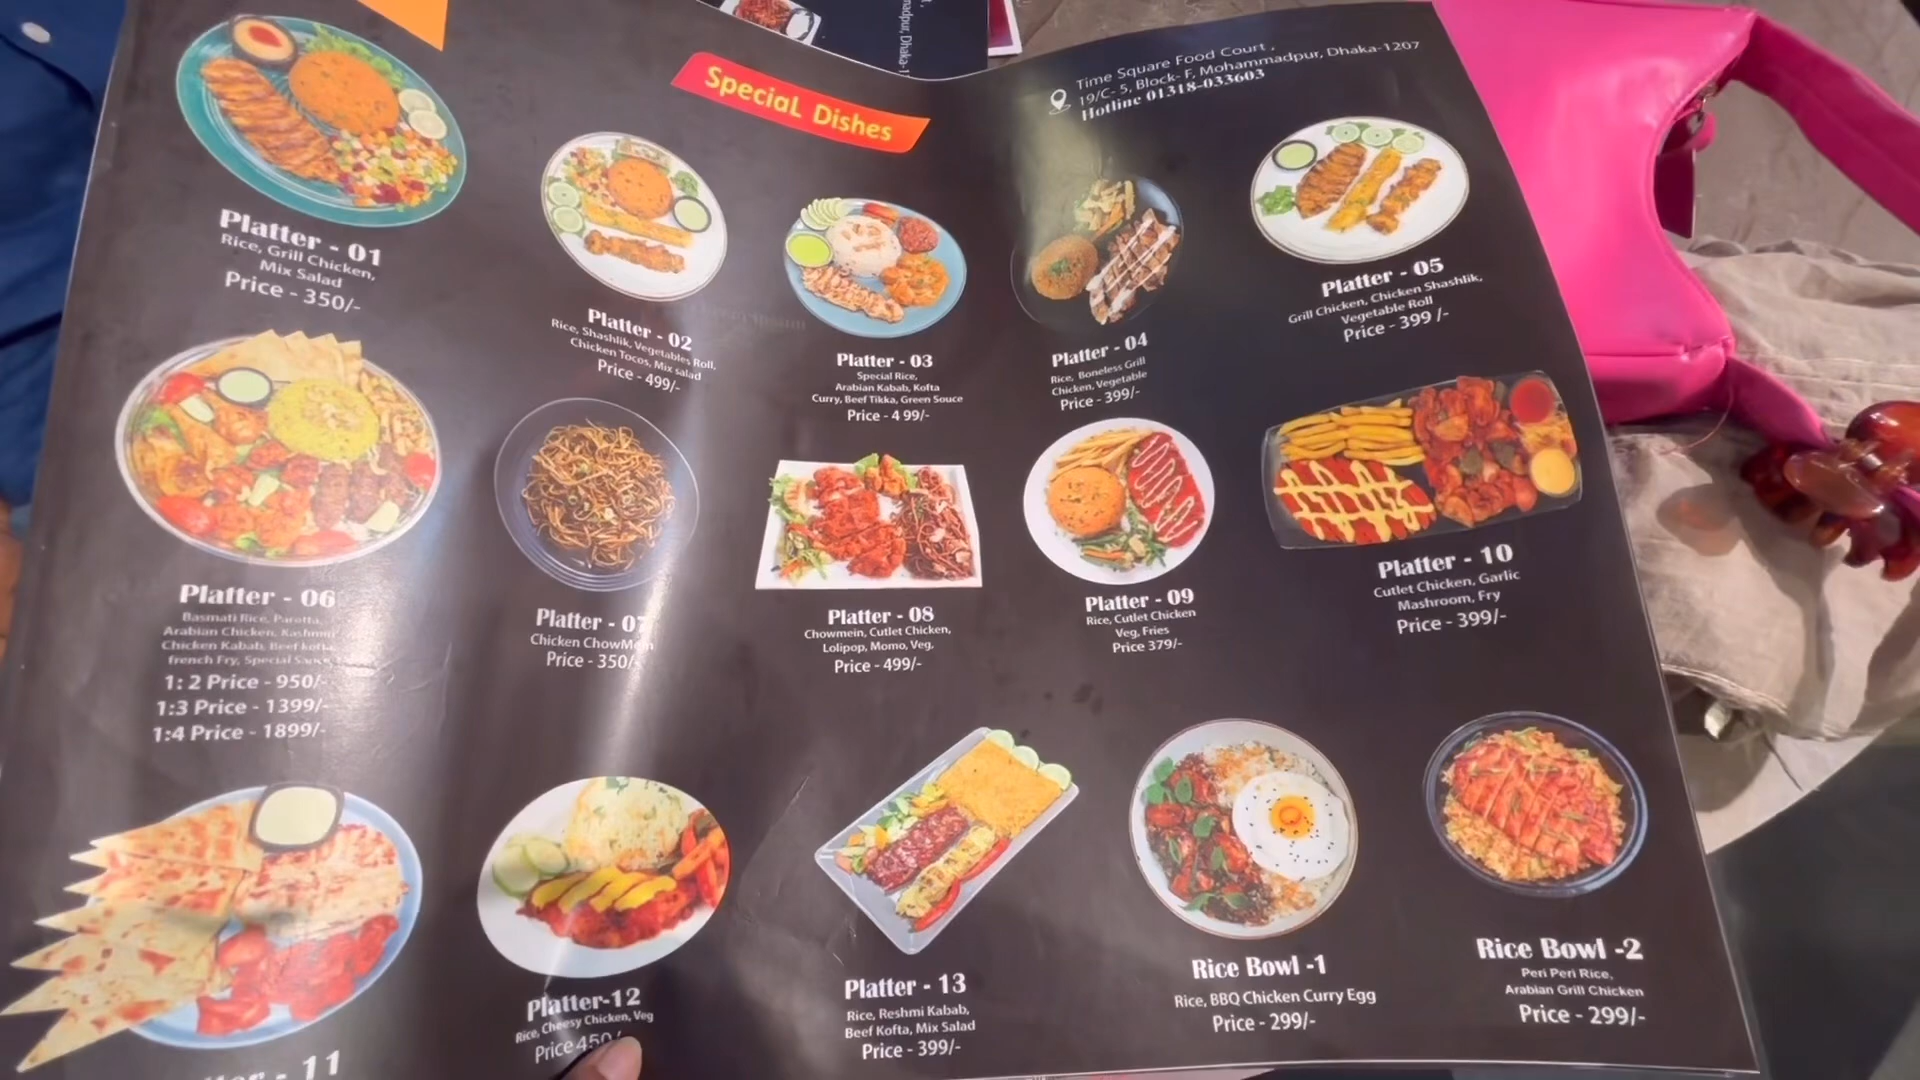 Special Dishes
Time Square Food Court ,
19/C- 5, Block- F, Mohammadpur, Dhaka-1207
Hotline 01318-033603
Platter - 01
Rice, Grill Chicken,
Mix Salad
Price - 350/-
Platter - 02
Rice, Shashlik, Vegetables Roll,
Chicken Tocos, Mix salad
Price - 499/-
Platter - 03
Special Rice,
Arabian Kabab, Kofta
Curry, Beef Tikka, Green Souce
Price - 4 99/-
Platter - 04
Rice, Boneless Grill
Chicken, Vegetable
Price - 399/-
Platter - 05
Grill Chicken, Chicken Shashlik,
Vegetable Roll
Price - 399 /-
Platter - 06
Basmati Rice, Paratta,
Arabian Chicken, Kashmiri
Chicken Kabab, Beef kofta,
french Fry, Special Sauce
1: 2 Price - 950/-
1:3 Price - 1399/-
1:4 Price - 1899/-
Platter - 07
Chicken ChowMein
Price - 350/-
Platter - 08
Chowmein, Cutlet Chicken,
Lolipop, Momo, Veg.
Price - 499/-
Platter - 09
Rice, Cutlet Chicken
Veg, Fries
Price 379/-
Platter - 10
Cutlet Chicken, Garlic
Mashroom, Fry
Price - 399/-
- 11
Platter-12
Rice, Cheesy Chicken, Veg
Price 450/-
Platter - 13
Rice, Reshmi Kabab,
Beef Kofta, Mix Salad
Price - 399/-
Rice Bowl -1
Rice, BBQ Chicken Curry Egg
Price - 299/-
Rice Bowl -2
Peri Peri Rice,
Arabian Grill Chicken
Price - 299/-